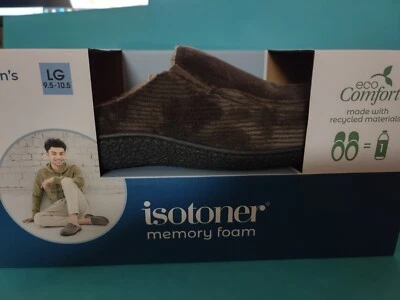 n's
LG
9.5-10.5
eco
Comfort
made with
recycled materials
=
1
isotoner®
memory foam